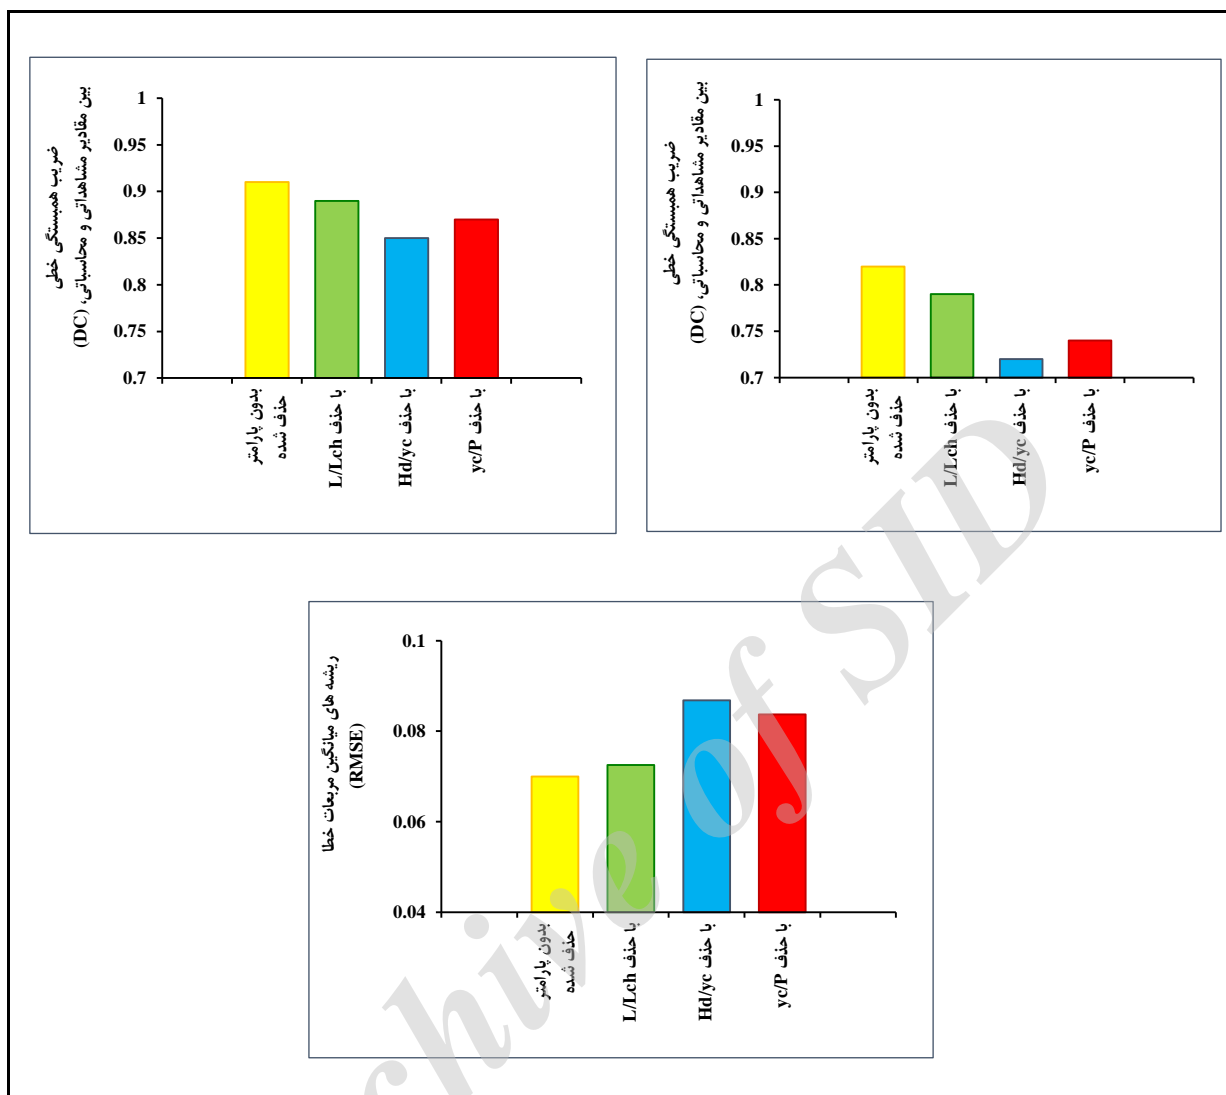 ضریب همبستگی خطی
بین مقادیر مشاهداتی و محاسباتی، (DC)
1
0.95
0.9
0.85
0.8
0.75
0.7
بدون پارامتر
حذف شده
با حذف L/Lch
با حذف Hd/yc
با حذف yc/P
ضریب همبستگی خطی
بین مقادیر مشاهداتی و محاسباتی، (DC)
1
0.95
0.9
0.85
0.8
0.75
0.7
بدون پارامتر
حذف شده
با حذف L/Lch
با حذف Hd/yc
با حذف yc/P
ریشه های میانگین مربعات خطا
(RMSE)
0.1
0.08
0.06
0.04
بدون پارامتر
حذف شده
با حذف L/Lch
با حذف Hd/yc
با حذف yc/P
chive of SID